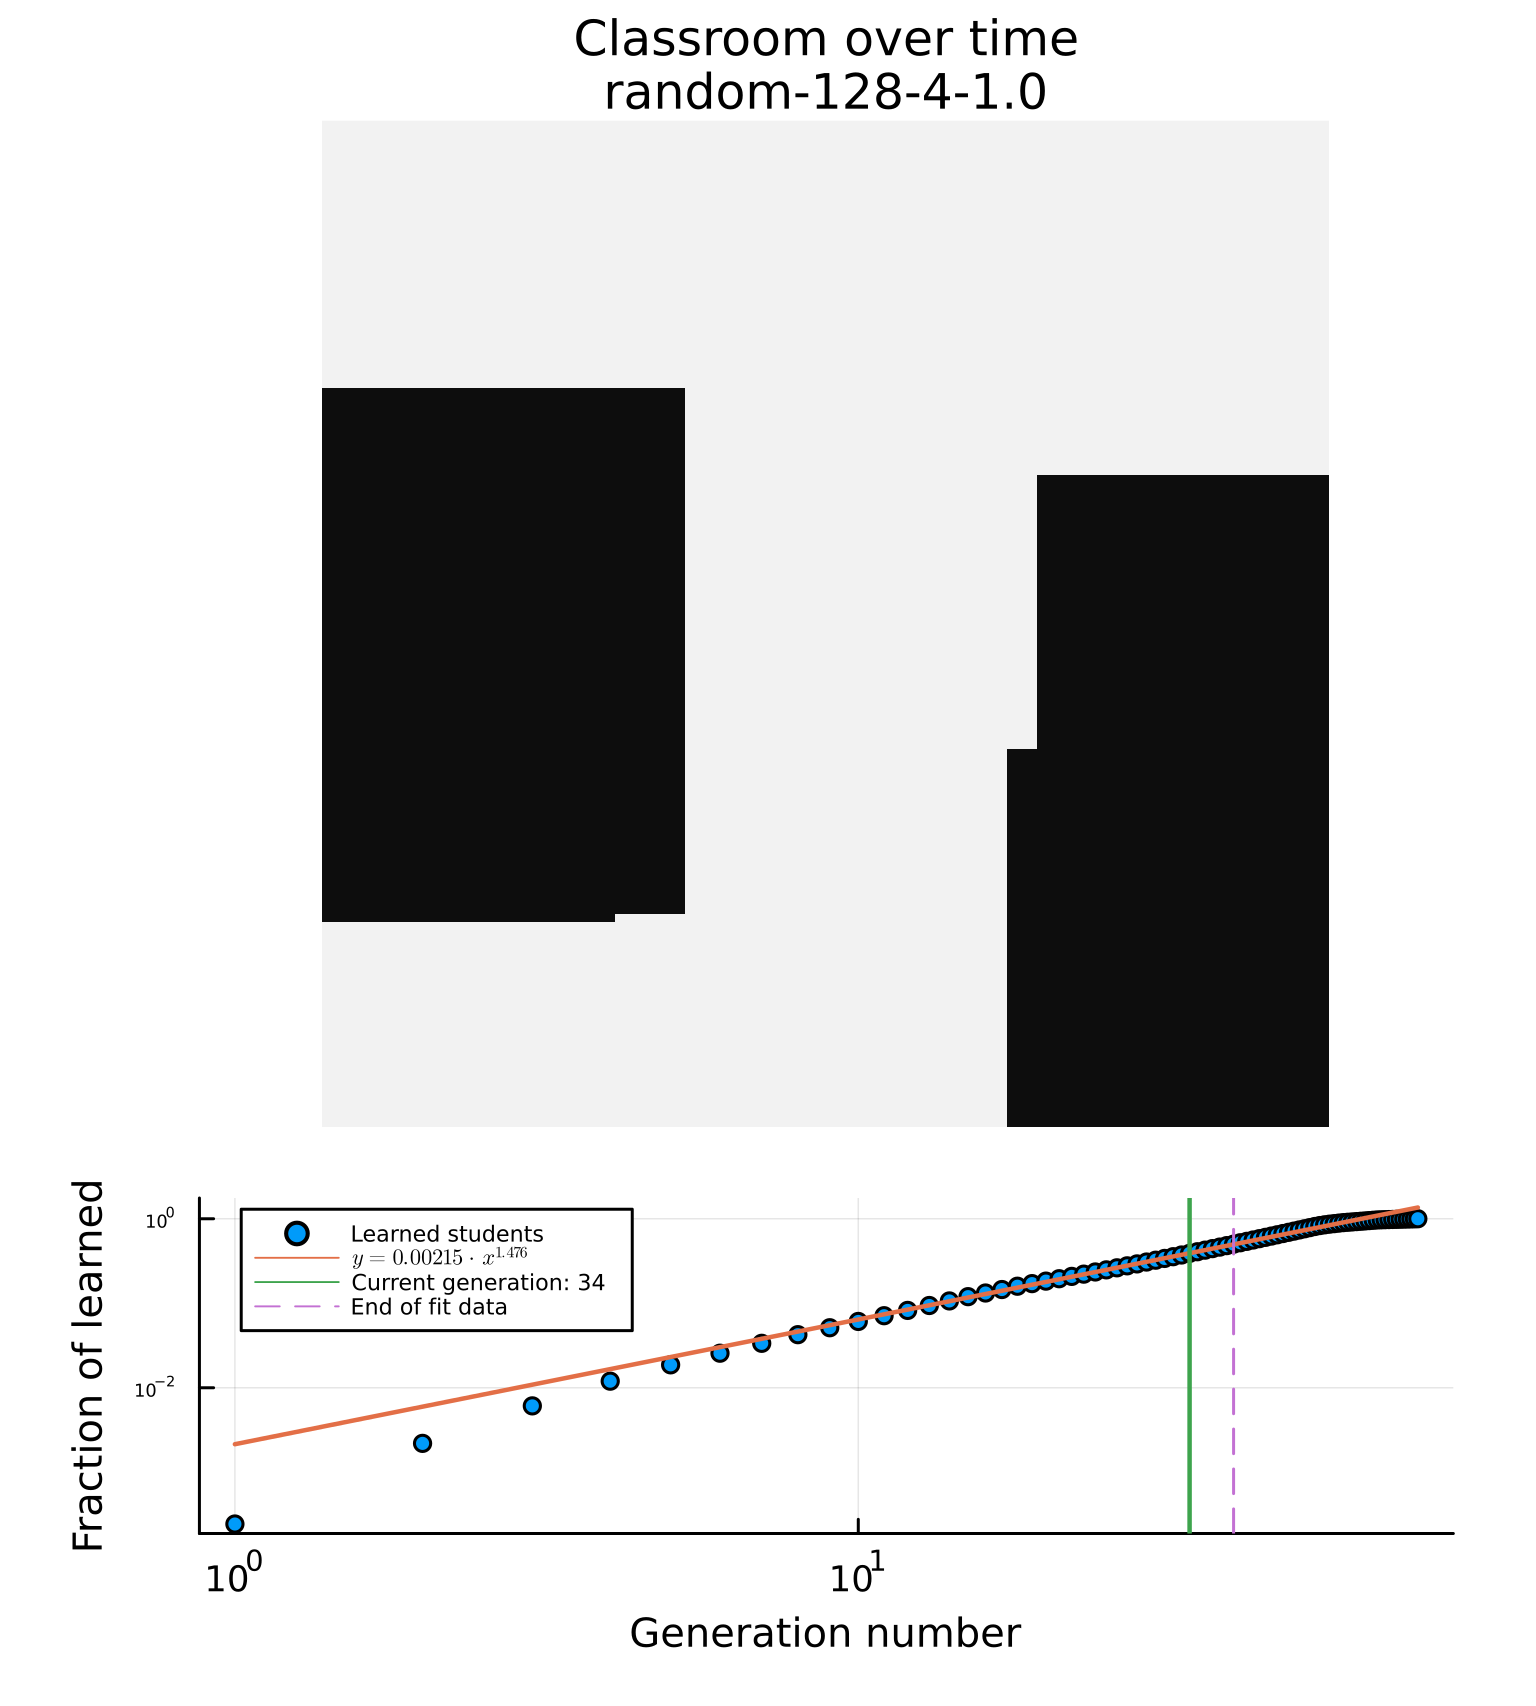 Classroom over time
random-128-4-1.0
Fraction of learned
10^0
10^-2
Learned students
y = 0.00215 · x^1.476
Current generation: 34
End of fit data
10^0
10^1
Generation number